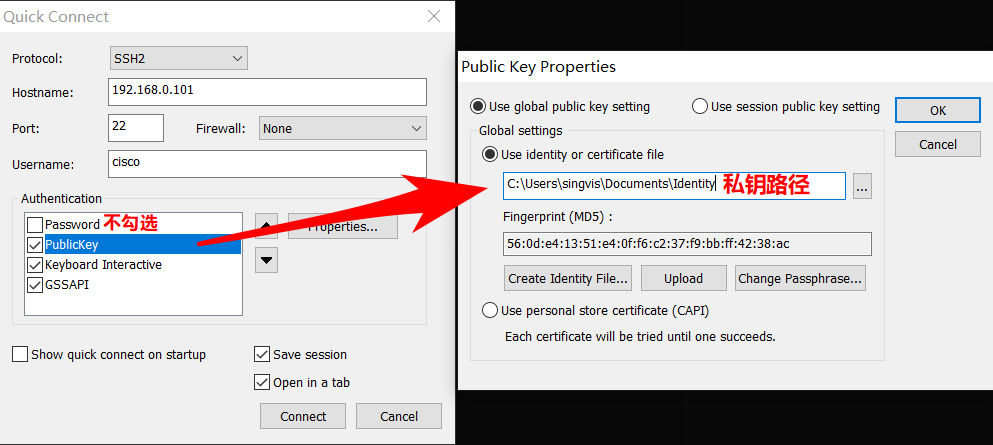 Quick Connect
Protocol:
SSH2
Hostname:
192.168.0.101
Port:
22
Firewall:
None
Username:
cisco
Authentication
Password 不勾选
PublicKey
Keyboard Interactive
GSSAPI
Properties...
Show quick connect on startup
Save session
Open in a tab
Connect
Cancel
Public Key Properties
Use global public key setting
Use session public key setting
OK
Cancel
Global settings
Use identity or certificate file
C:\Users\singvis\Documents\Identity 私钥路径
...
Fingerprint (MD5) :
56:0d:e4:13:51:e4:0f:f6:c2:37:f9:bb:ff:42:38:ac
Create Identity File...
Upload
Change Passphrase...
Use personal store certificate (CAPI)
Each certificate will be tried until one succeeds.